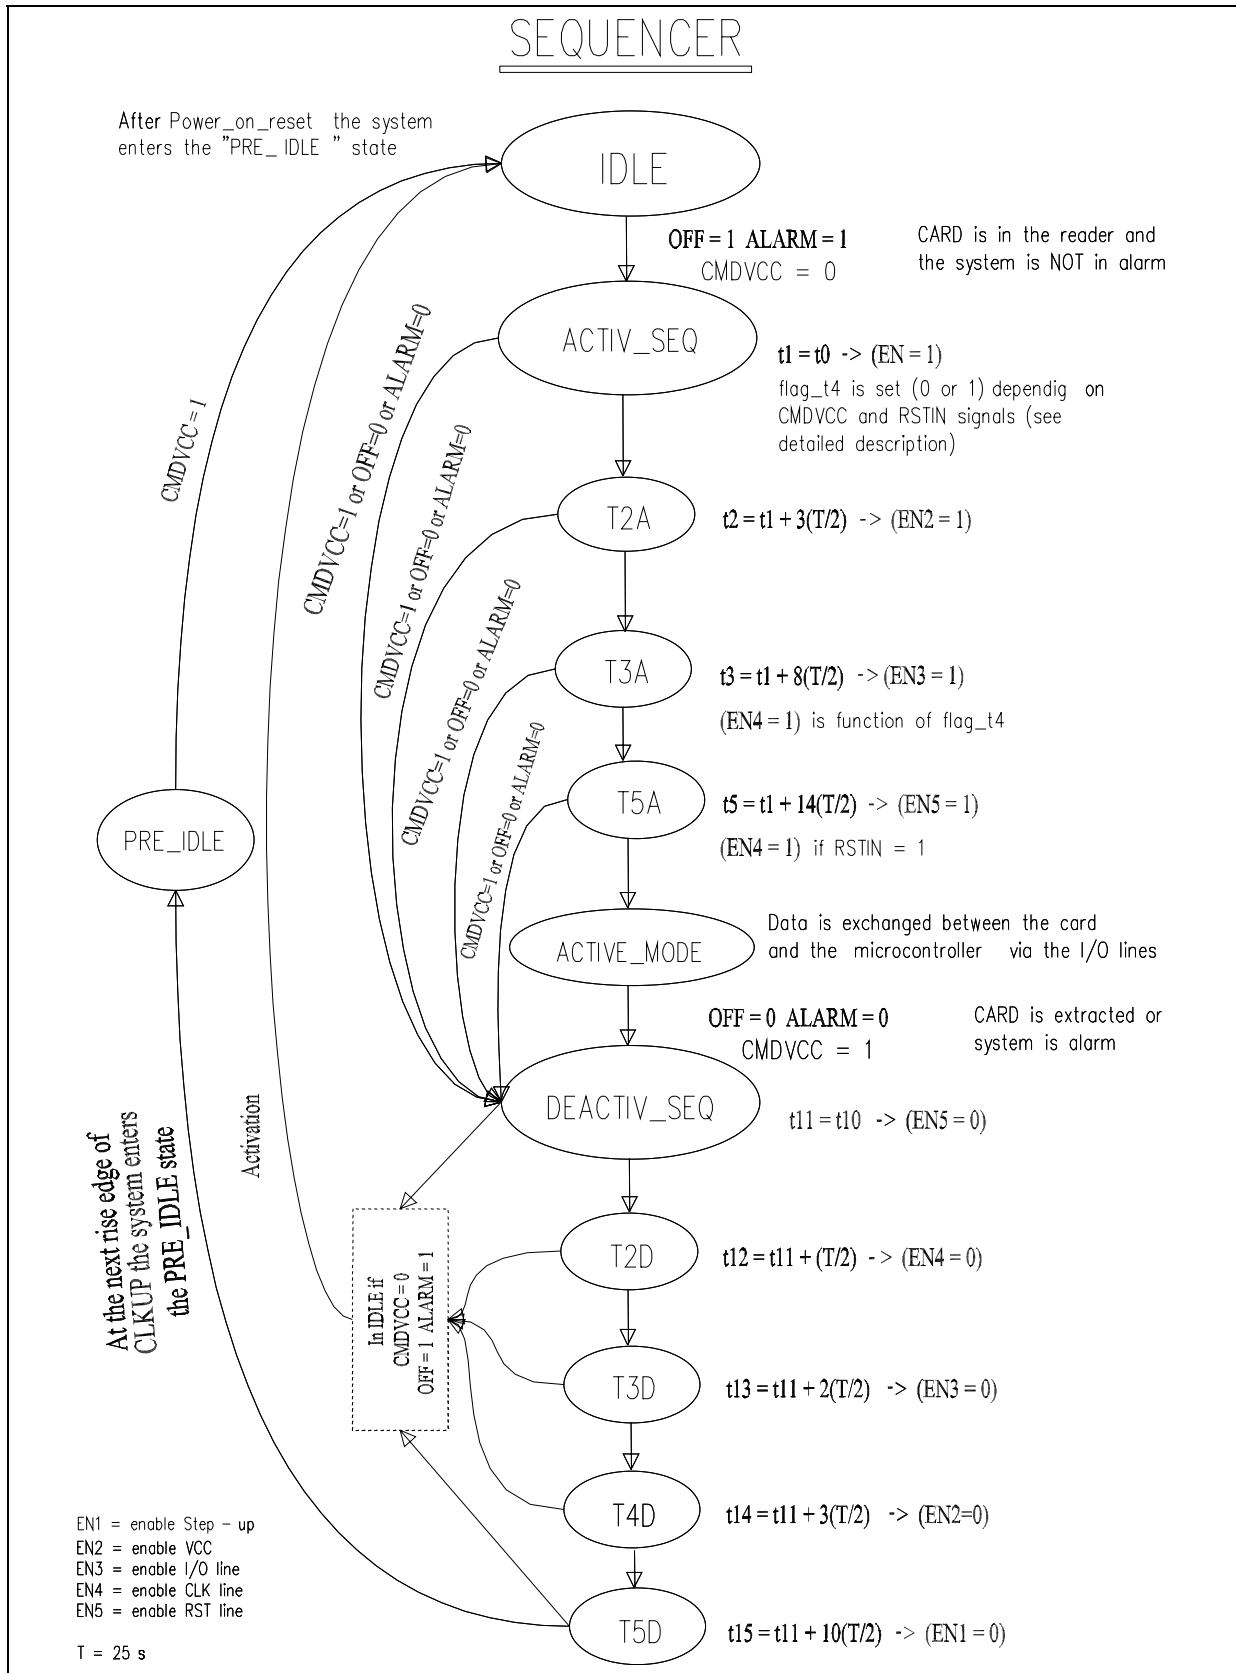 SEQUENCER
After Power_on_reset the system
enters the "PRE_IDLE " state
IDLE
OFF = 1 ALARM = 1
CMDVCC = 0
CARD is in the reader and
the system is NOT in alarm
ACTIV_SEQ
t1 = t0 -> (EN = 1)
flag_t4 is set (0 or 1) dependig on
CMDVCC and RSTIN signals (see
detailed description)
CMDVCC = 1
CMDVCC=1 or OFF=0 or ALARM=0
CMDVCC=1 or OFF=0 or ALARM=0
CMDVCC=1 or OFF=0 or ALARM=0
CMDVCC=1 or OFF=0 or ALARM=0
T2A
t2 = t1 + 3(T/2) -> (EN2 = 1)
T3A
t3 = t1 + 8(T/2) -> (EN3 = 1)
(EN4 = 1) is function of flag_t4
T5A
t5 = t1 + 14(T/2) -> (EN5 = 1)
(EN4 = 1) if RSTIN = 1
PRE_IDLE
ACTIVE_MODE
Data is exchanged between the card
and the microcontroller via the I/O lines
OFF = 0 ALARM = 0
CMDVCC = 1
CARD is extracted or
system is alarm
DEACTIV_SEQ
t11 = t10 -> (EN5 = 0)
Activation
At the next rise edge of
CLKUP the system enters
the PRE_IDLE state
In IDLE if
CMDVCC = 0
OFF = 1 ALARM = 1
T2D
t12 = t11 + (T/2) -> (EN4 = 0)
T3D
t13 = t11 + 2(T/2) -> (EN3 = 0)
T4D
t14 = t11 + 3(T/2) -> (EN2=0)
T5D
t15 = t11 + 10(T/2) -> (EN1 = 0)
EN1 = enable Step - up
EN2 = enable VCC
EN3 = enable I/O line
EN4 = enable CLK line
EN5 = enable RST line
T = 25 s